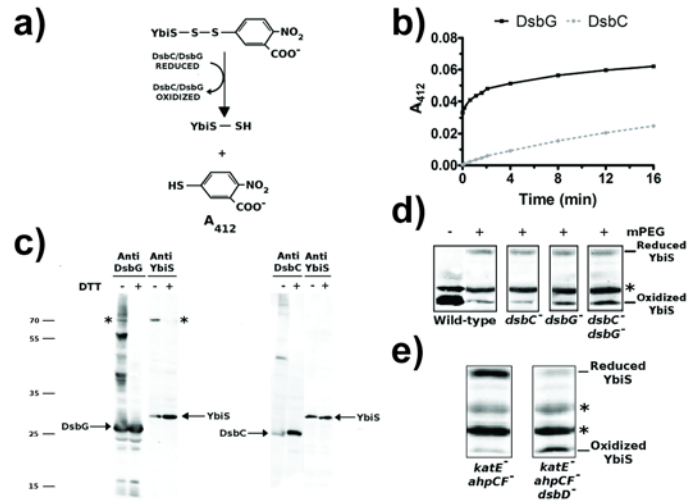 a)
YbiS—S—S—NO₂
COO⁻
DsbC/DsbG
REDUCED
DsbC/DsbG
OXIDIZED
YbiS—SH
+
HS—NO₂
COO⁻
A412
b)
DsbG DsbC
A412
0.08
0.06
0.04
0.02
0.00
0 4 8 12 16
Time (min)
c)
Anti DsbG
Anti YbiS
Anti DsbC
Anti YbiS
DTT - + - + - + - +
70
55
35
25
15
* *
DsbG
YbiS
DsbC
YbiS
d)
- + + + + mPEG
Reduced YbiS
*
Oxidized YbiS
Wild-type dsbC⁻ dsbG⁻ dsbC⁻ dsbG⁻
e)
Reduced YbiS
*
*
Oxidized YbiS
katE⁻ ahpCF⁻
katE⁻ ahpCF⁻ dsbD⁻